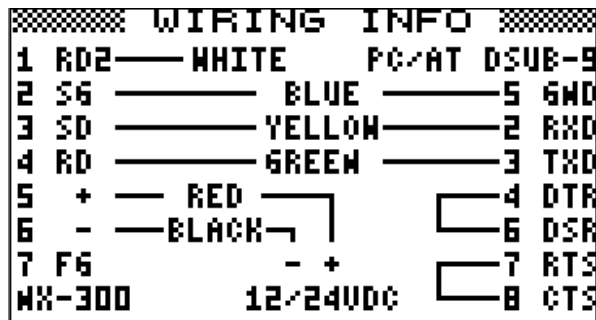 WIRING INFO
1 RD2 WHITE PC/AT DSUB-9
2 SG BLUE 5 GND
3 SD YELLOW 2 RXD
4 RD GREEN 3 TXD
5 + RED 4 DTR
6 - BLACK 6 DSR
7 FG - + 7 RTS
WX-300 12/24VDC 8 CTS